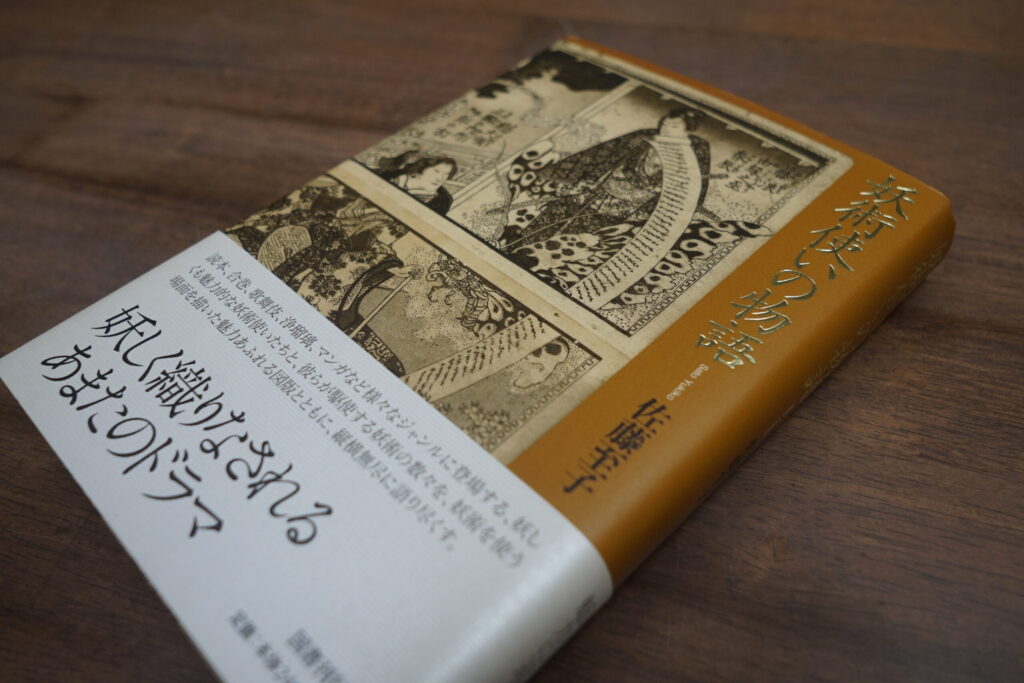 妖術使いの物語
Sato Yukiko
佐藤至子
読本、合巻、歌舞伎、浄瑠璃、マンガなど様々なジャンルに登場する、妖し
くも魅力的な妖術使いたちと、彼らが駆使する妖術の数々を、妖術を使う
場面を描いた魅力あふれる図版とともに、縦横無尽に語り尽くす。
妖しく織りなされる
あまたのドラマ
国書刊
定価：本体